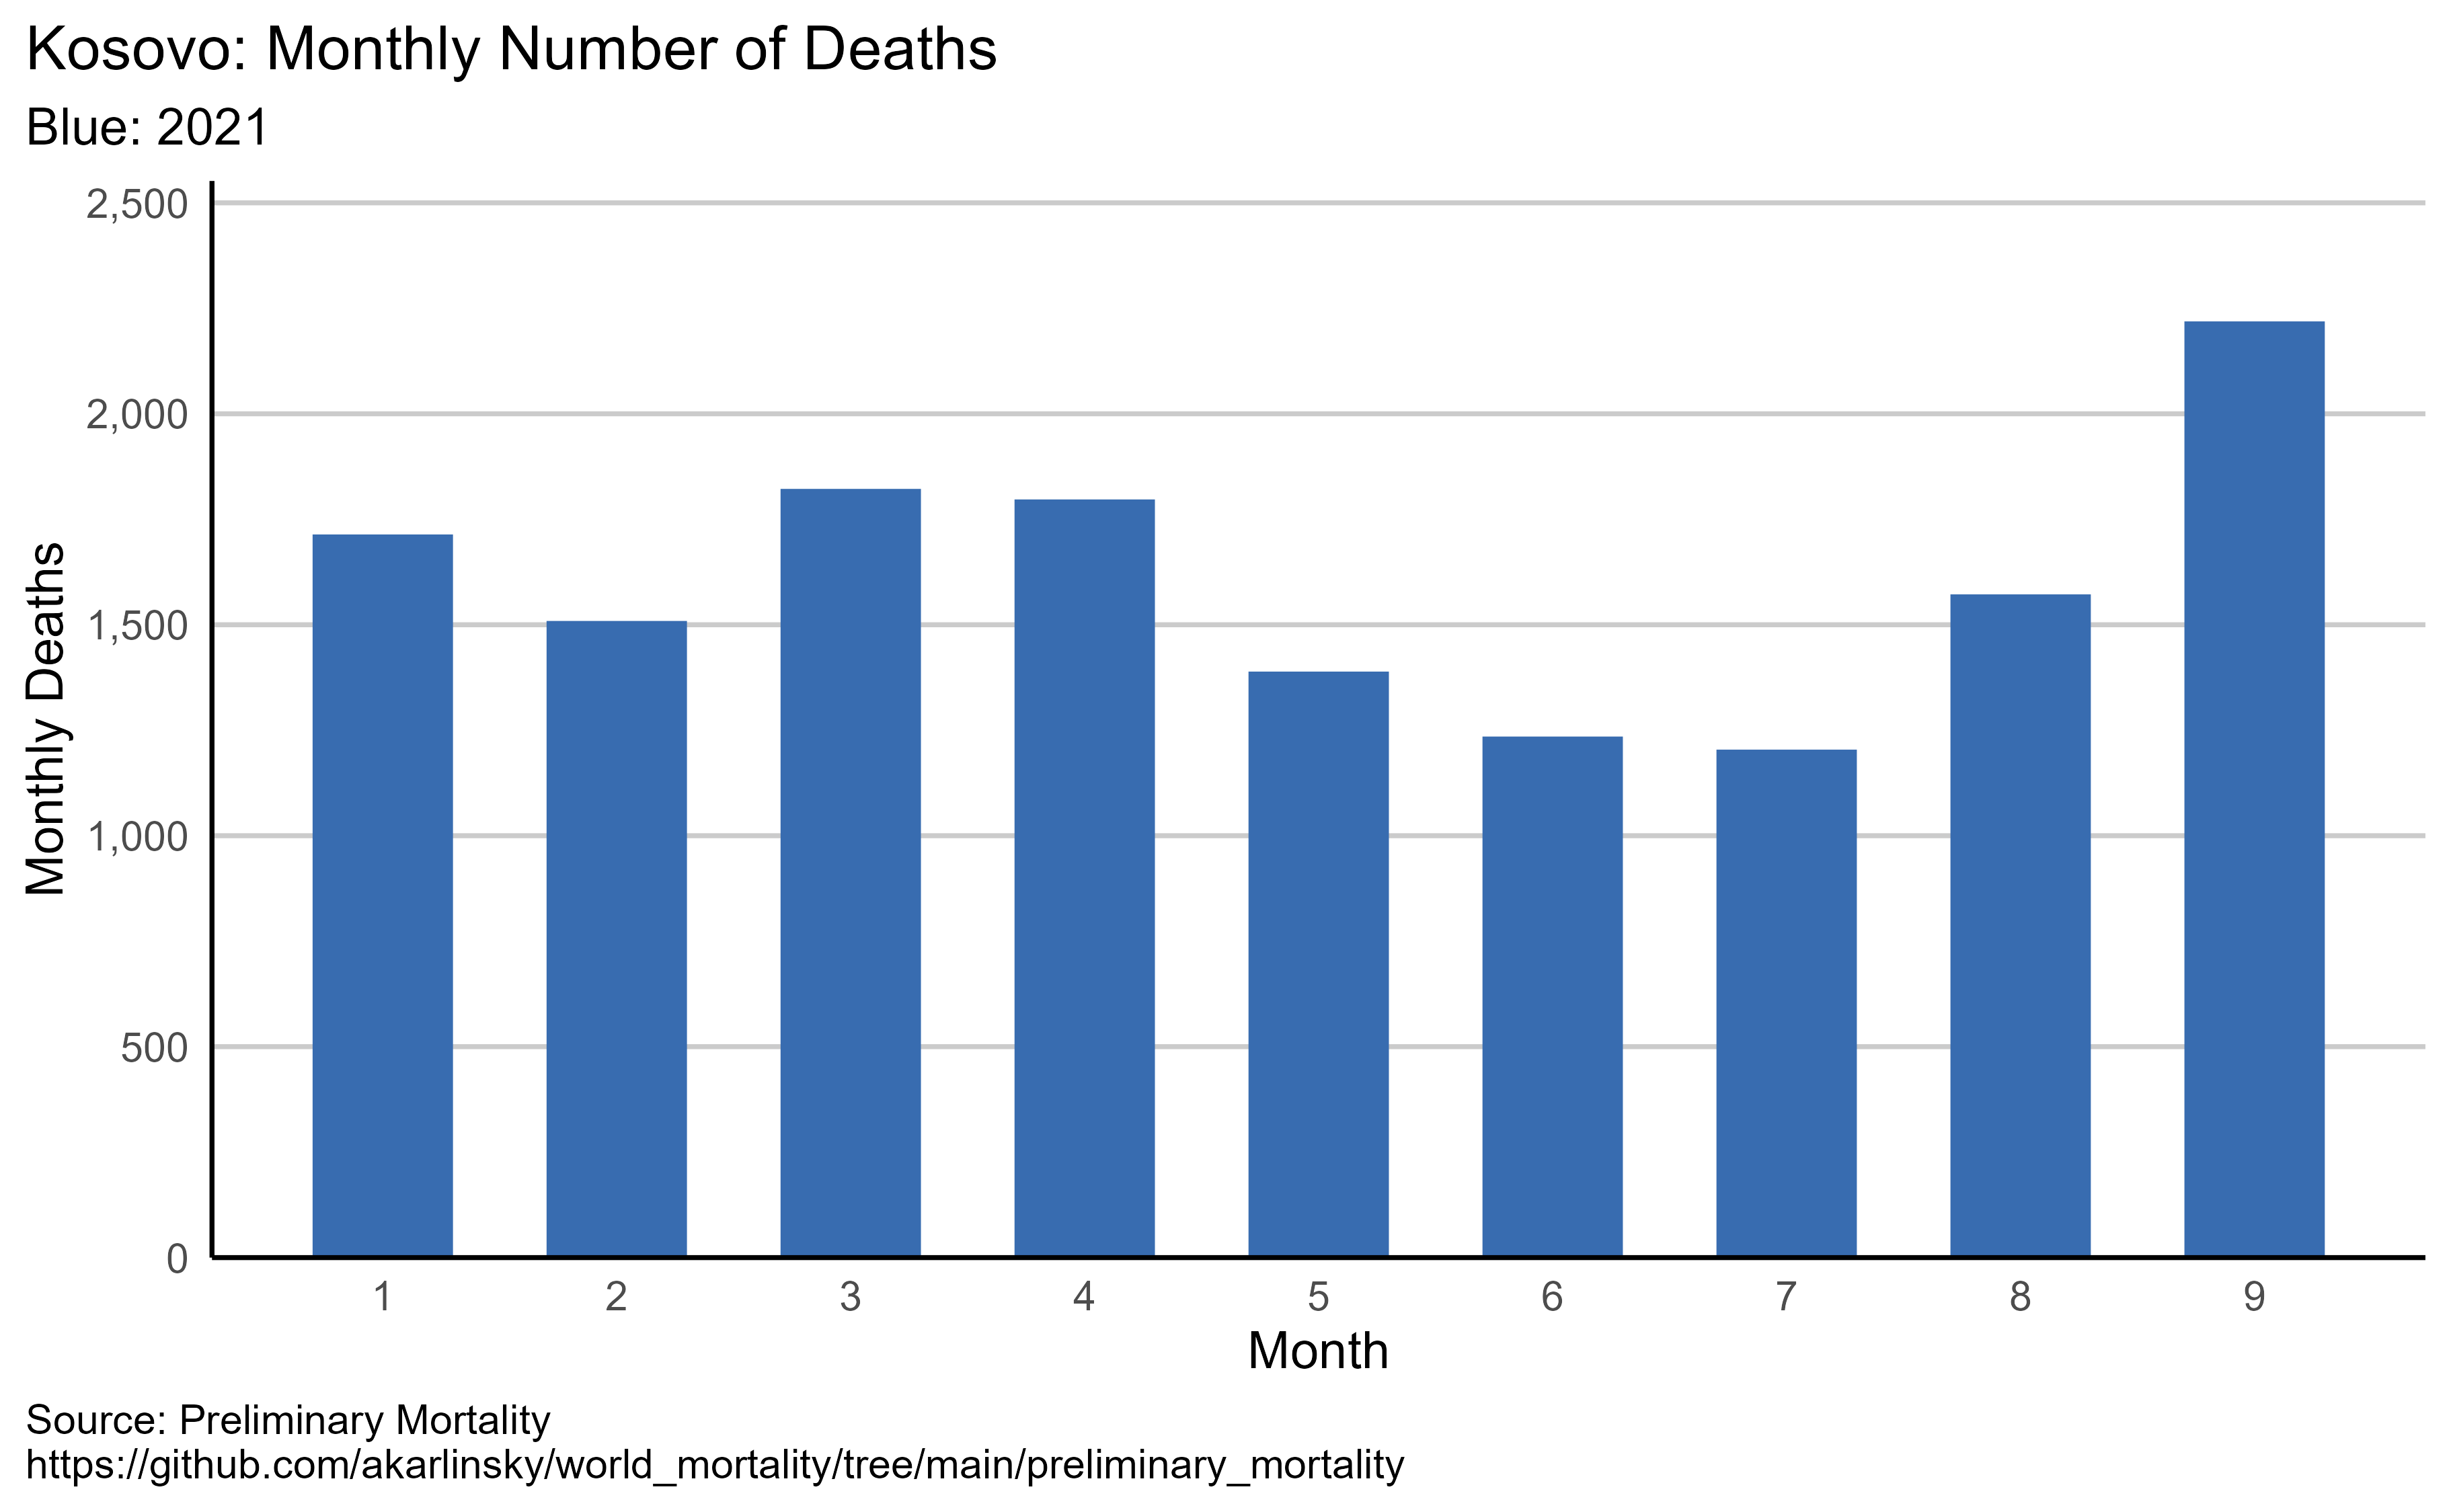 Kosovo: Monthly Number of Deaths
Blue: 2021
2,500
2,000
1,500
1,000
500
0
Monthly Deaths
1 2 3 4 5 6 7 8 9
Month
Source: Preliminary Mortality
https://github.com/akarlinsky/world_mortality/tree/main/preliminary_mortality